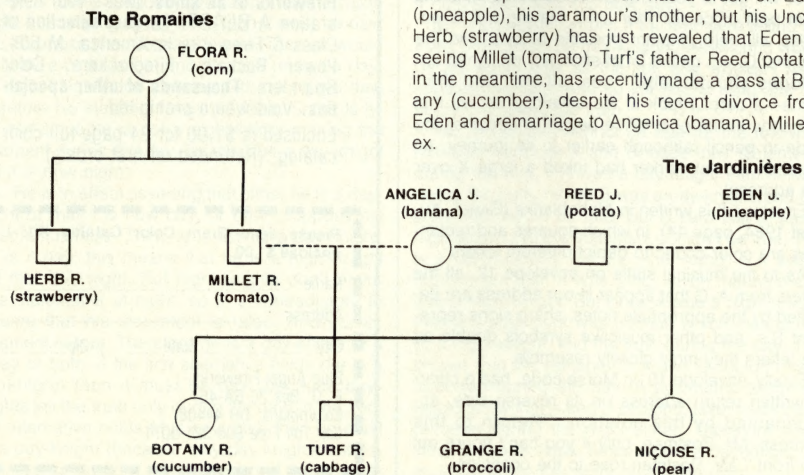 (pineapple), his paramour's mother, but his Unc
Herb (strawberry) has just revealed that Eden
seeing Millet (tomato), Turf's father. Reed (potato
in the meantime, has recently made a pass at B
any (cucumber), despite his recent divorce fro
Eden and remarriage to Angelica (banana), Mille
ex.
The Romaines
FLORA R.
(corn)
The Jardinières
ANGELICA J.
(banana)
REED J.
(potato)
EDEN J.
(pineapple)
HERB R.
(strawberry)
MILLET R.
(tomato)
BOTANY R.
(cucumber)
TURF R.
(cabbage)
GRANGE R.
(broccoli)
NIÇOISE R.
(pear)